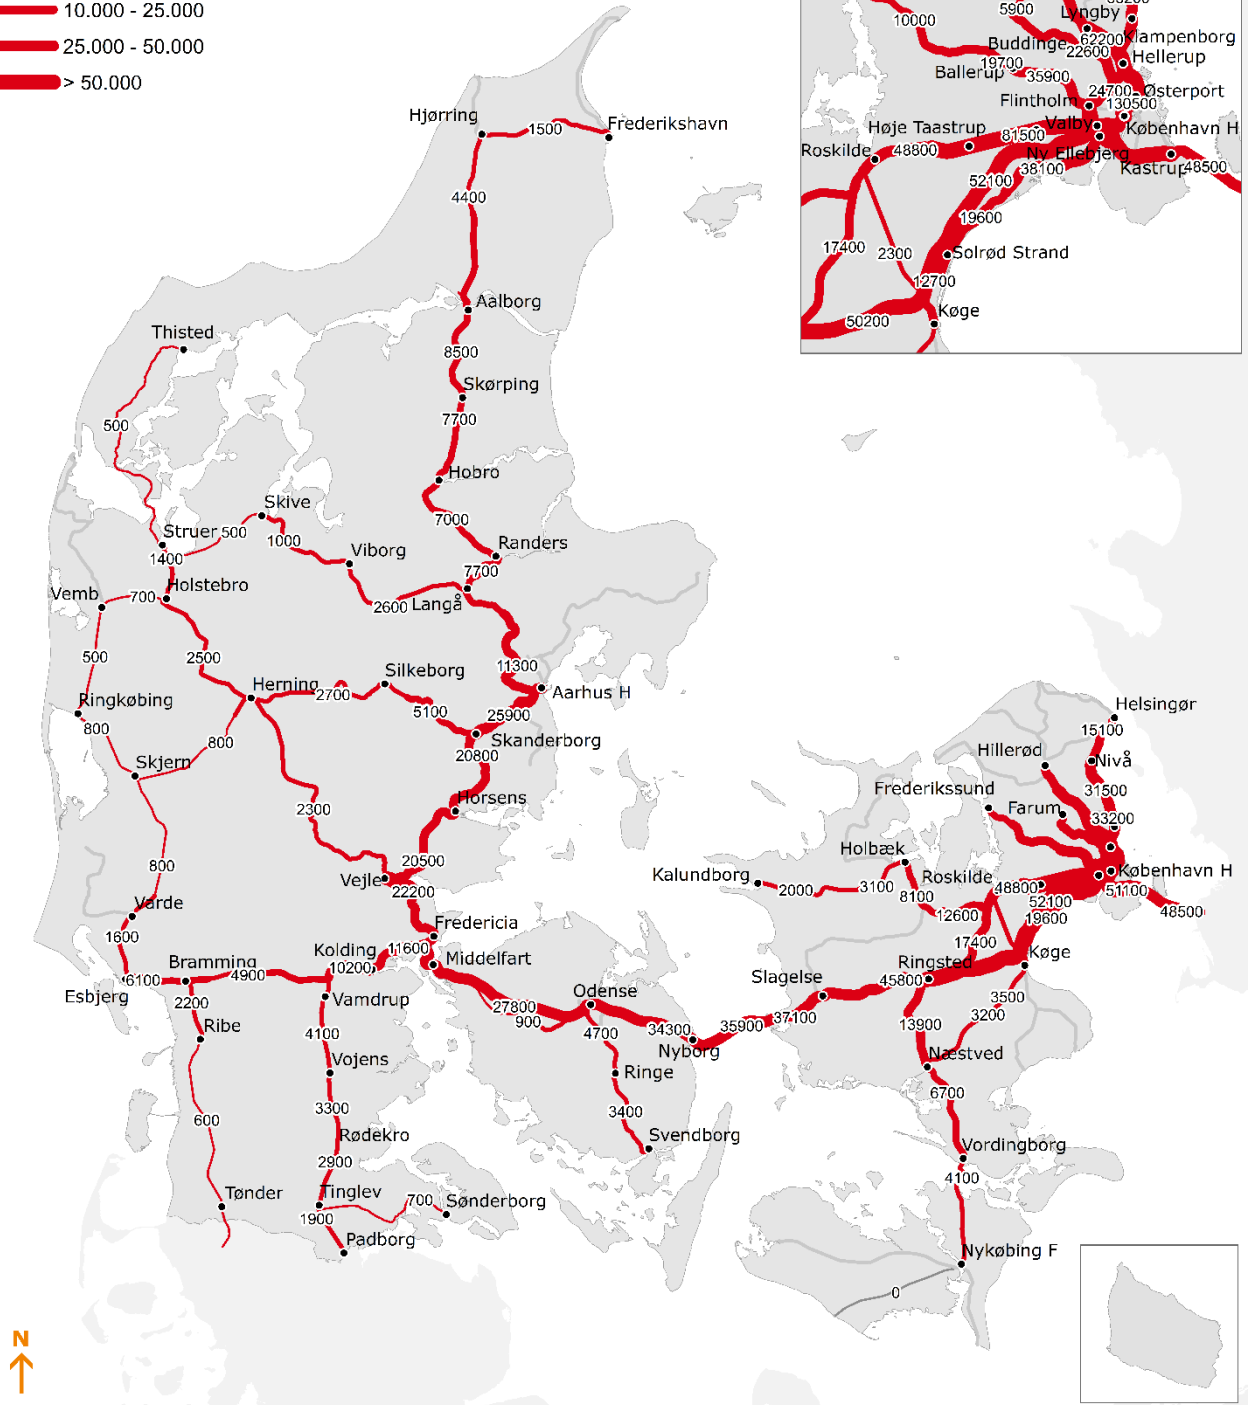 10.000 - 25.000
25.000 - 50.000
> 50.000
10000
5900
Lyngby
62200
Klampenborg
Buddinge
22600
Hellerup
19700
Ballerup
35900
24700
Østerport
Flintholm
130500
Valby
København H
Høje Taastrup
81500
Roskilde
48800
Ny Ellebjerg
38100
Kastrup
48500
52100
19600
17400
2300
Solrød Strand
12700
50200
Køge
Hjørring
1500
Frederikshavn
4400
Aalborg
Thisted
8500
Skørping
7700
500
Hobro
Skive
7000
Struer
500
1000
Randers
1400
Viborg
7700
Holstebro
Vemb
700
2600
Langå
500
2500
11300
Silkeborg
Herning
2700
Aarhus H
Ringkøbing
5100
25900
800
800
Skanderborg
20800
Skjern
Horsens
2300
800
20500
Vejle
22200
Varde
Fredericia
1600
Kolding
11600
Middelfart
Bramming
10200
6100
4900
Esbjerg
2200
Vamdrup
Ribe
4100
Vojens
600
3300
Rødekro
2900
Tønder
Tinglev
700
Sønderborg
1900
Padborg
27800
900
Odense
4700
34300
Nyborg
Ringe
3400
Svendborg
35900
37100
Slagelse
45800
Ringsted
Helsingør
15100
Hillerød
Nivå
Frederikssund
31500
Farum
33200
Holbæk
Kalundborg
2000
3100
8100
Roskilde
48800
København H
51100
52100
12600
19600
48500
17400
Køge
3500
3200
13900
Næstved
6700
Vordingborg
4100
Nykøbing F
0
N